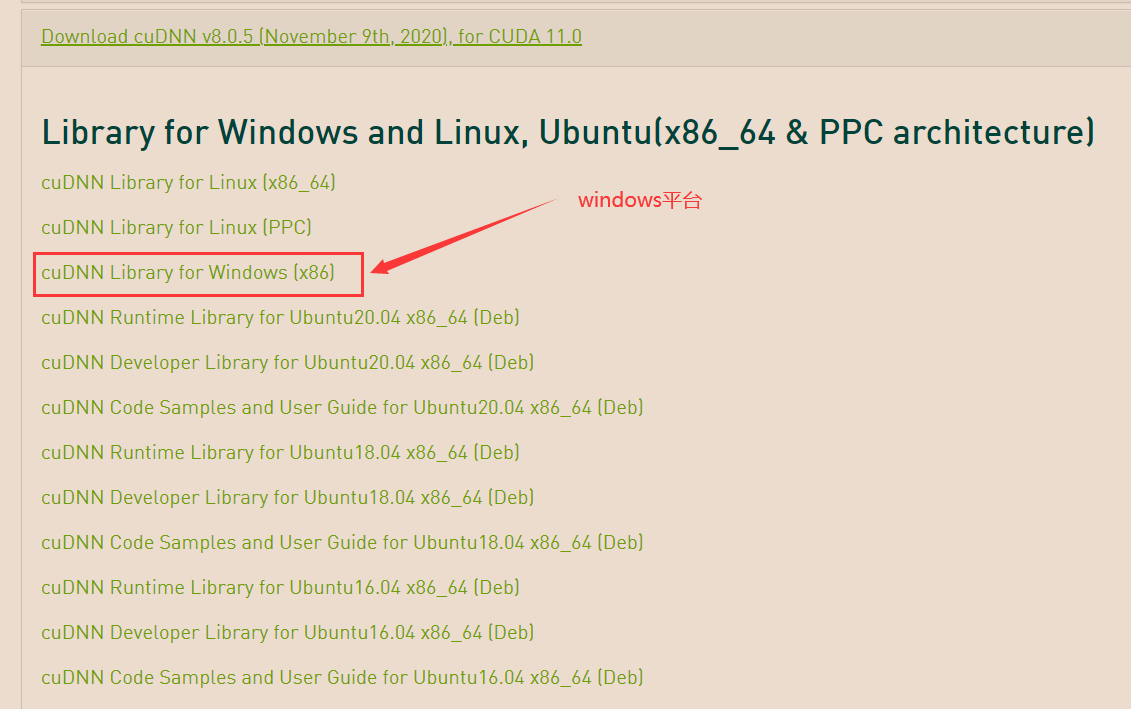 Download cuDNN v8.0.5 (November 9th, 2020), for CUDA 11.0
Library for Windows and Linux, Ubuntu(x86_64 & PPC architecture)
cuDNN Library for Linux (x86_64)
windows平台
cuDNN Library for Linux (PPC)
cuDNN Library for Windows (x86)
cuDNN Runtime Library for Ubuntu20.04 x86_64 (Deb)
cuDNN Developer Library for Ubuntu20.04 x86_64 (Deb)
cuDNN Code Samples and User Guide for Ubuntu20.04 x86_64 (Deb)
cuDNN Runtime Library for Ubuntu18.04 x86_64 (Deb)
cuDNN Developer Library for Ubuntu18.04 x86_64 (Deb)
cuDNN Code Samples and User Guide for Ubuntu18.04 x86_64 (Deb)
cuDNN Runtime Library for Ubuntu16.04 x86_64 (Deb)
cuDNN Developer Library for Ubuntu16.04 x86_64 (Deb)
cuDNN Code Samples and User Guide for Ubuntu16.04 x86_64 (Deb)